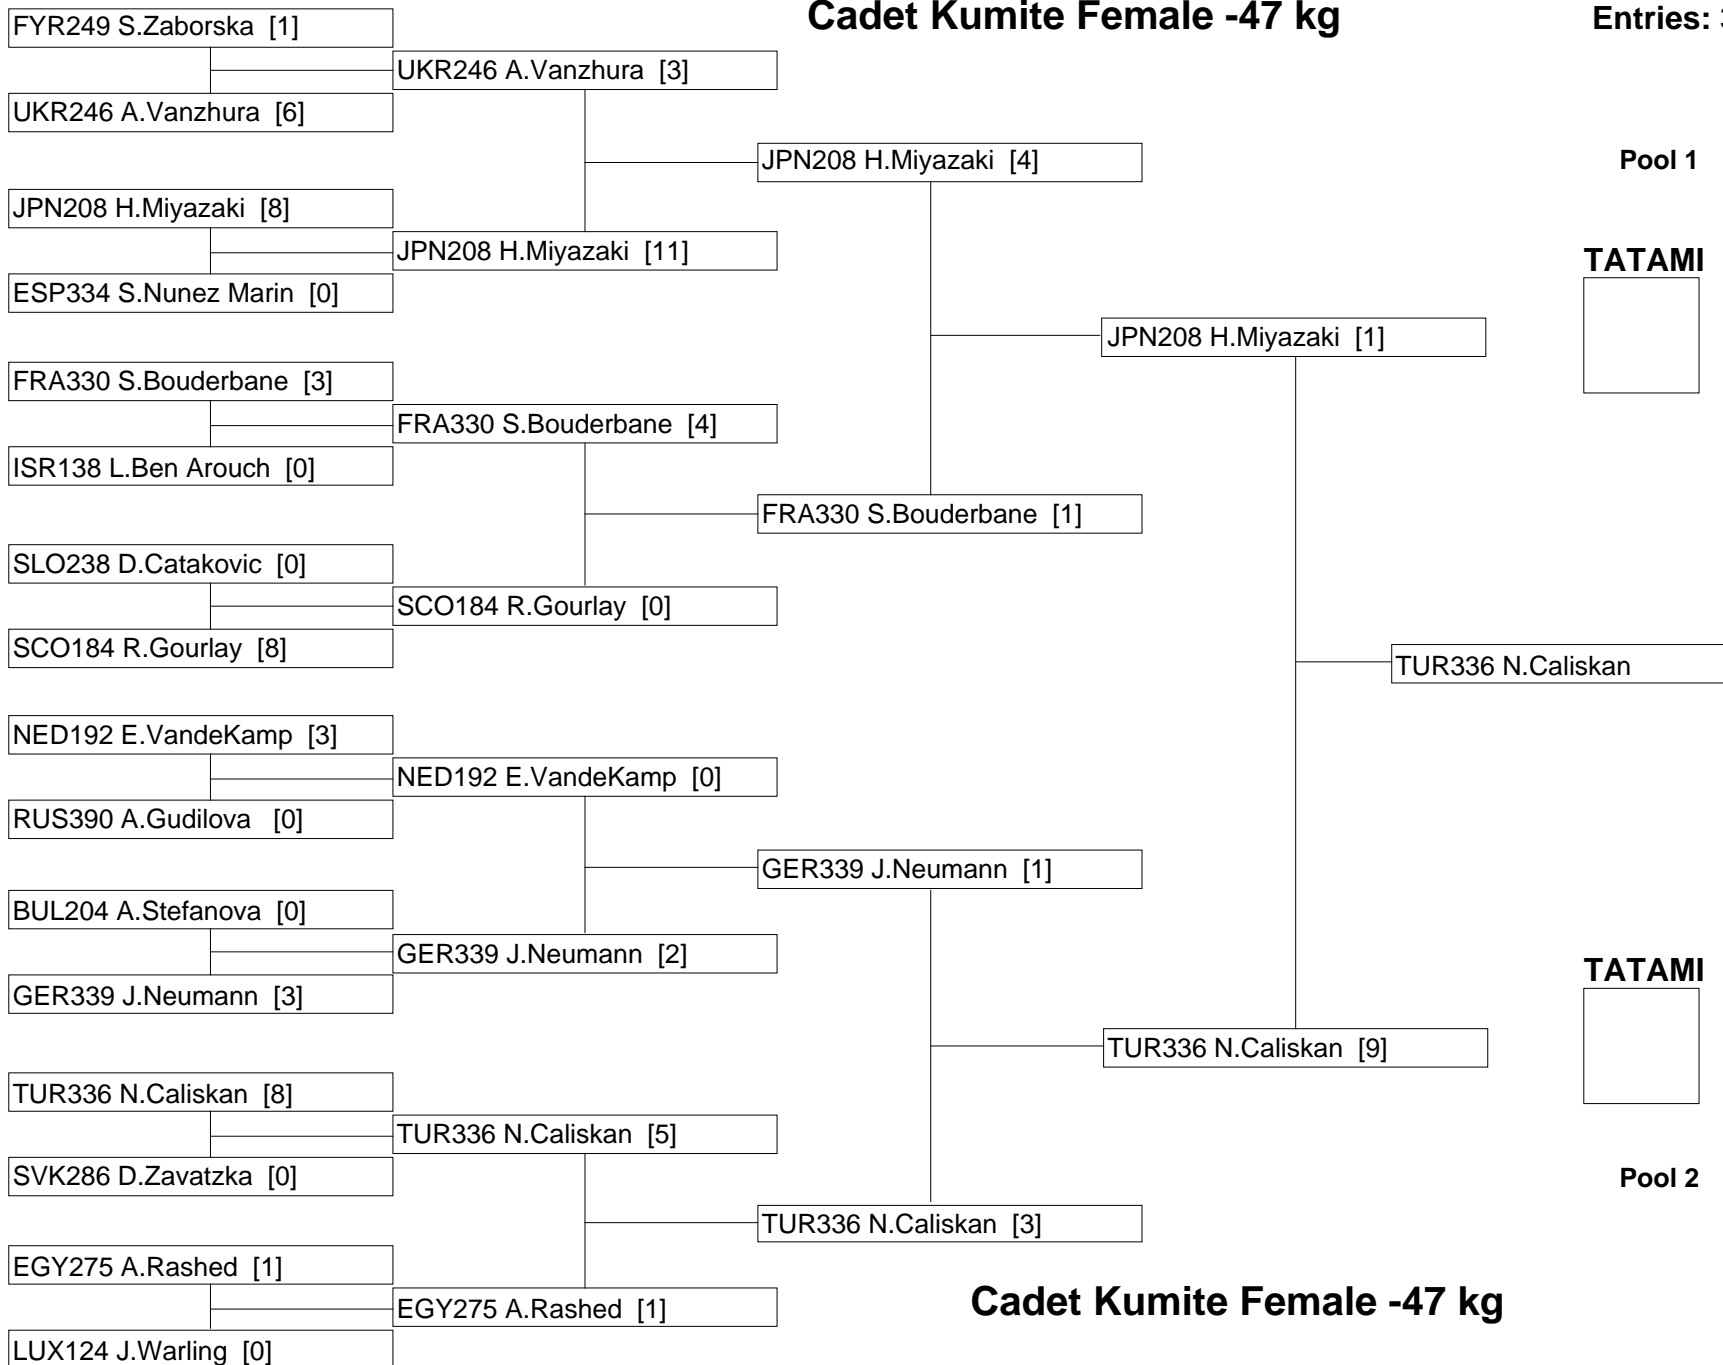 Cadet Kumite Female -47 kg
Entries: 3
FYR249 S.Zaborska [1]
UKR246 A.Vanzhura [3]
UKR246 A.Vanzhura [6]
JPN208 H.Miyazaki [4]
Pool 1
JPN208 H.Miyazaki [8]
JPN208 H.Miyazaki [11]
TATAMI
ESP334 S.Nunez Marin [0]
JPN208 H.Miyazaki [1]
FRA330 S.Bouderbane [3]
FRA330 S.Bouderbane [4]
ISR138 L.Ben Arouch [0]
FRA330 S.Bouderbane [1]
SLO238 D.Catakovic [0]
SCO184 R.Gourlay [0]
SCO184 R.Gourlay [8]
TUR336 N.Caliskan
NED192 E.VandeKamp [3]
NED192 E.VandeKamp [0]
RUS390 A.Gudilova [0]
GER339 J.Neumann [1]
BUL204 A.Stefanova [0]
GER339 J.Neumann [2]
TATAMI
GER339 J.Neumann [3]
TUR336 N.Caliskan [9]
TUR336 N.Caliskan [8]
TUR336 N.Caliskan [5]
SVK286 D.Zavatzka [0]
Pool 2
TUR336 N.Caliskan [3]
EGY275 A.Rashed [1]
EGY275 A.Rashed [1]
Cadet Kumite Female -47 kg
LUX124 J.Warling [0]